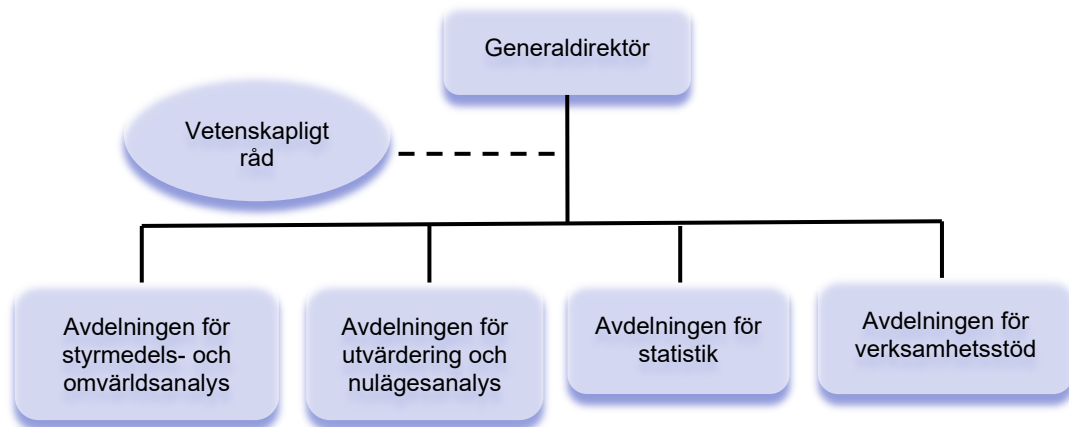 Generaldirektör
Vetenskapligt
råd
Avdelningen för
styrmedels- och
omvärldsanalys
Avdelningen för
utvärdering och
nulägesanalys
Avdelningen för
statistik
Avdelningen för
verksamhetsstöd